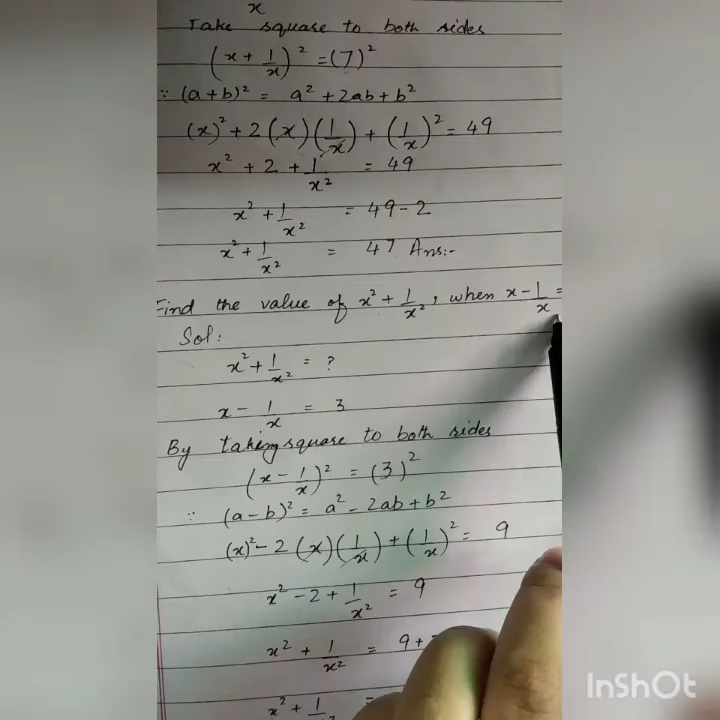 x
Take square to both sides
(x + 1/x)² = (7)²
∵ (a+b)² = a² + 2ab + b²
(x)² + 2(x)(1/x) + (1/x)² = 49
x² + 2 + 1/x² = 49
x² + 1/x² = 49 - 2
x² + 1/x² = 47 Ans:-
Find the value of x² + 1/x², when x - 1/x =
Sol:
x² + 1/x² = ?
x - 1/x = 3
By taking square to both sides
(x - 1/x)² = (3)²
∵ (a-b)² = a² - 2ab + b²
(x)² - 2(x)(1/x) + (1/x)² = 9
x² - 2 + 1/x² = 9
x² + 1/x² = 9 +
x² + 1/x² =
InShOt